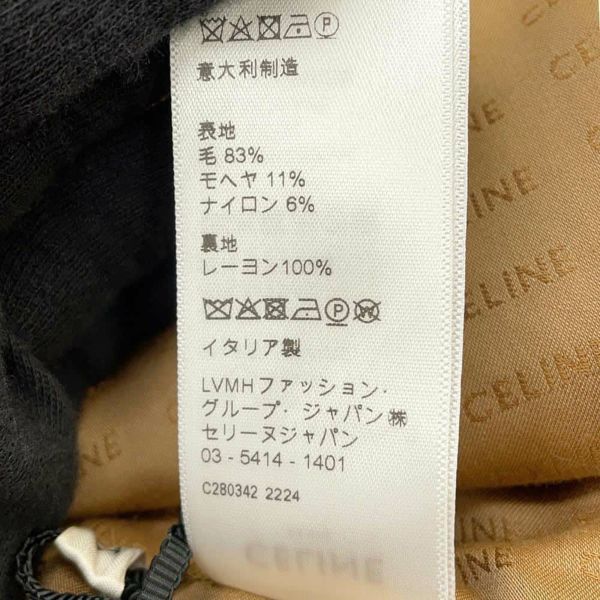 意大利制造
表地
毛 83%
モヘヤ 11%
ナイロン 6%
裏地
レーヨン100%
イタリア製
LVMHファッション・
グループ・ジャパン㈱
セリーヌジャパン
03 - 5414 - 1401
C280342 2224
CELINE
CELINE
CELINE
CELINE
CELINE